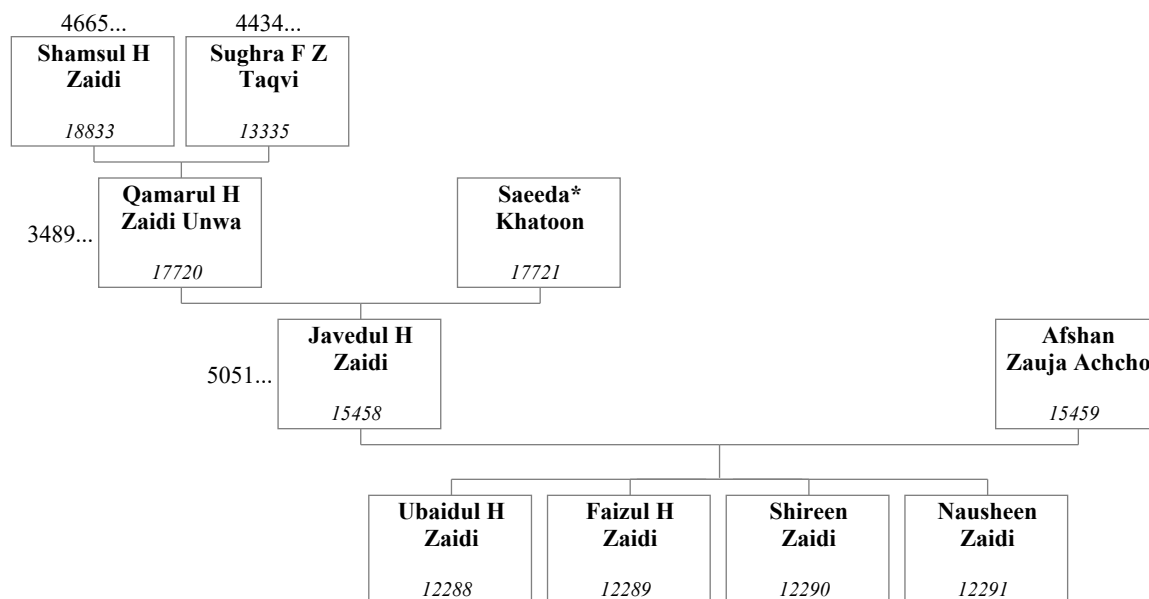 4665...
4434...
Shamsul H
Zaidi
18833
Sughra F Z
Taqvi
13335
3489...
Qamarul H
Zaidi Unwa
17720
Saeeda*
Khatoon
17721
5051...
Javedul H
Zaidi
15458
Afshan
Zauja Achcho
15459
Ubaidul H
Zaidi
12288
Faizul H
Zaidi
12289
Shireen
Zaidi
12290
Nausheen
Zaidi
12291